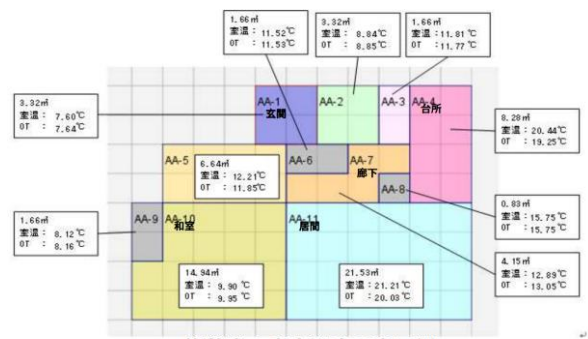 1.66㎡
室温：11.52℃
OT　：11.53℃
3.32㎡
室温：8.84℃
OT　：8.85℃
1.66㎡
室温：11.81℃
OT　：11.77℃
3.32㎡
室温：7.60℃
OT　：7.64℃
AA-1
玄関
AA-2
AA-3
AA-4
台所
8.28㎡
室温：20.44℃
OT　：19.25℃
AA-5
6.64㎡
室温：12.21℃
OT　：11.85℃
AA-6
AA-7
廊下
AA-8
0.83㎡
室温：15.75℃
OT　：15.75℃
1.66㎡
室温：8.12℃
OT　：8.16℃
AA-9
AA-10
和室
AA-11
居間
4.15㎡
室温：12.89℃
OT　：13.05℃
14.94㎡
室温：9.90℃
OT　：9.95℃
21.53㎡
室温：21.21℃
OT　：20.03℃